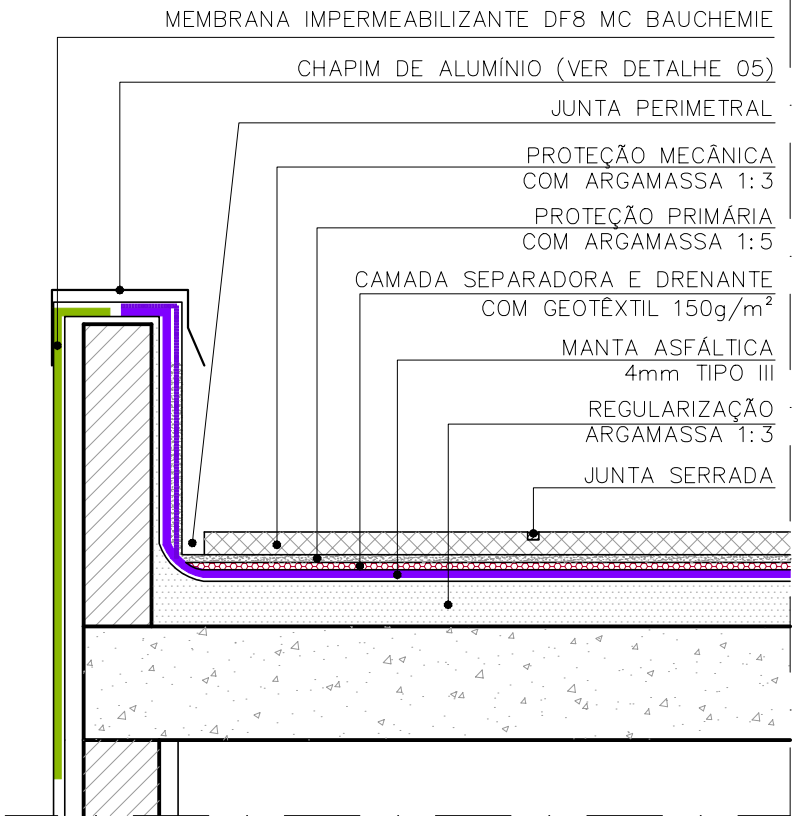 MEMBRANA IMPERMEABILIZANTE DF8 MC BAUCHEMIE
CHAPIM DE ALUMÍNIO (VER DETALHE 05)
JUNTA PERIMETRAL
PROTEÇÃO MECÂNICA
COM ARGAMASSA 1:3
PROTEÇÃO PRIMÁRIA
COM ARGAMASSA 1:5
CAMADA SEPARADORA E DRENANTE
COM GEOTÊXTIL 150g/m²
MANTA ASFÁLTICA
4mm TIPO III
REGULARIZAÇÃO
ARGAMASSA 1:3
JUNTA SERRADA